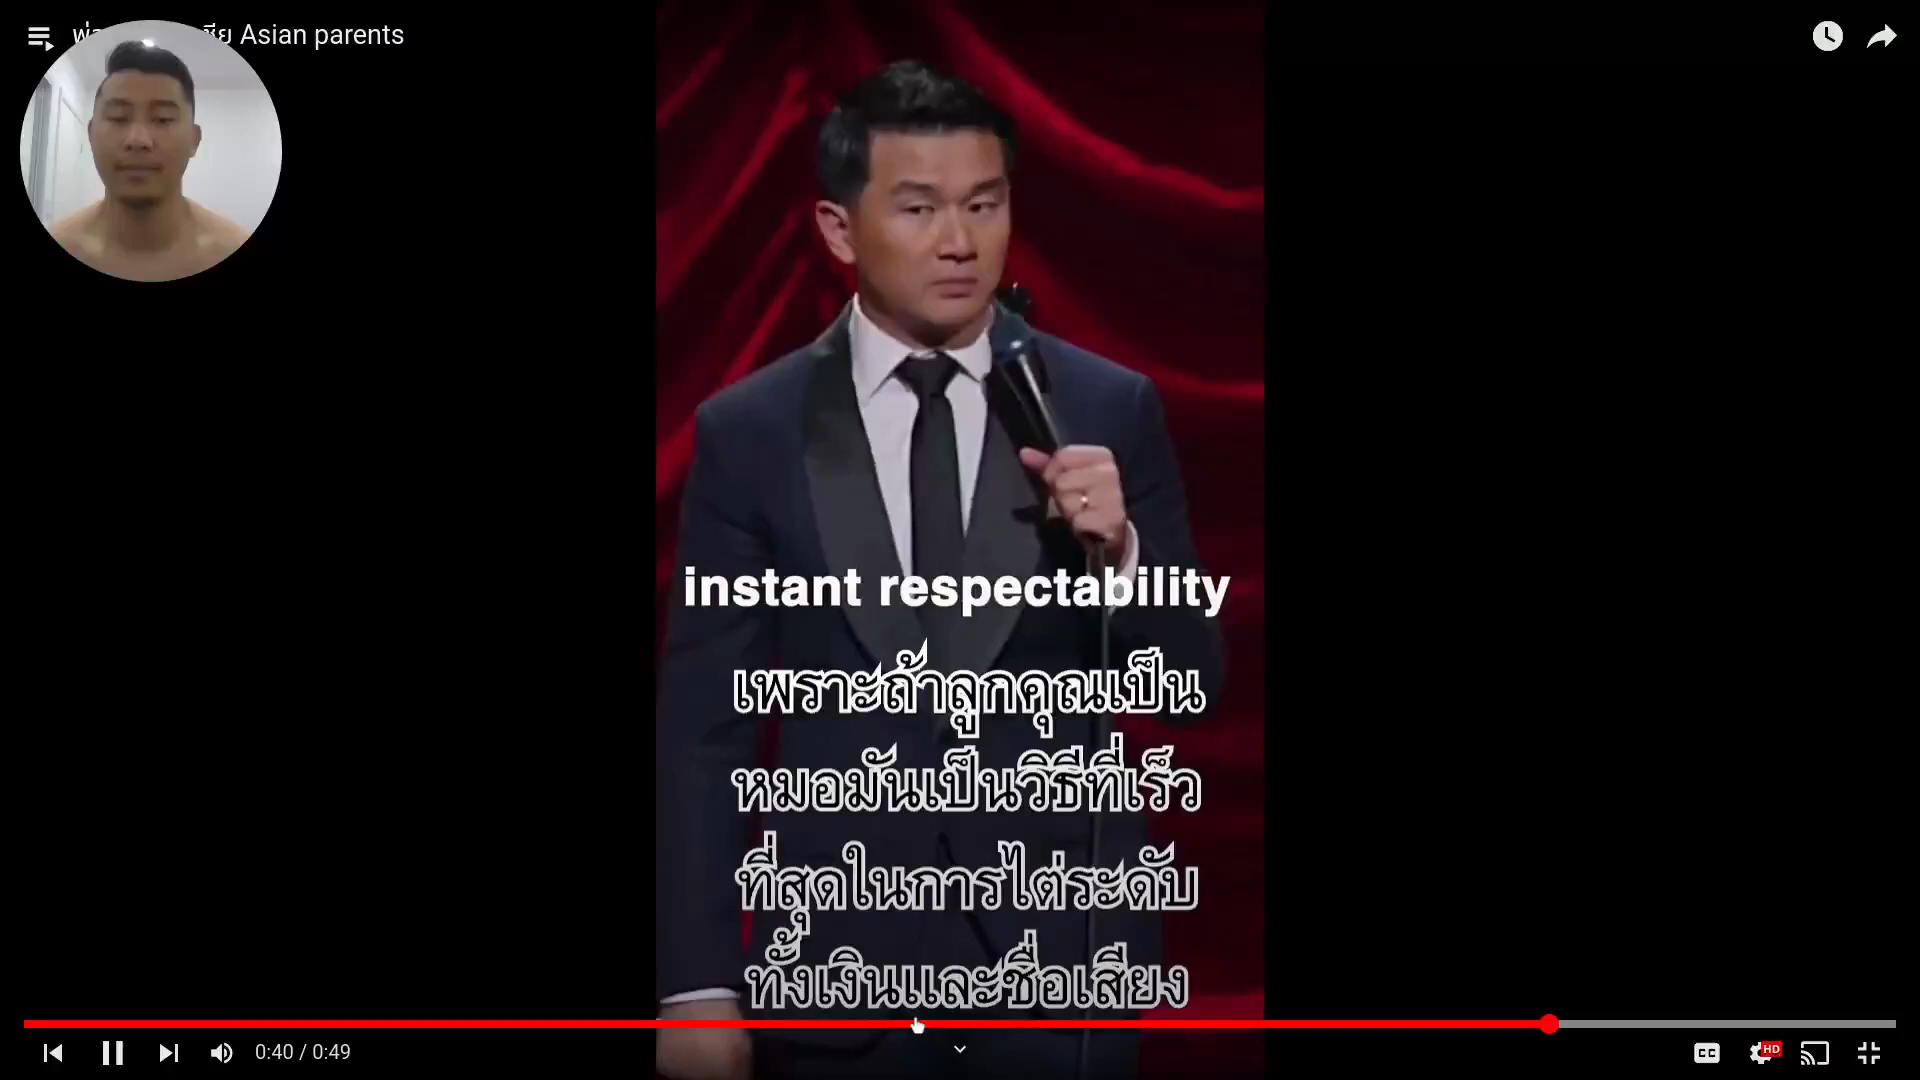 Asian parents
instant respectability
เพราะถ้าลูกคุณเป็น
หมอมันเป็นวิธีที่เร็ว
ที่สุดในการไต่ระดับ
ทั้งเงินและชื่อเสียง
0:40 / 0:49
CC
HD